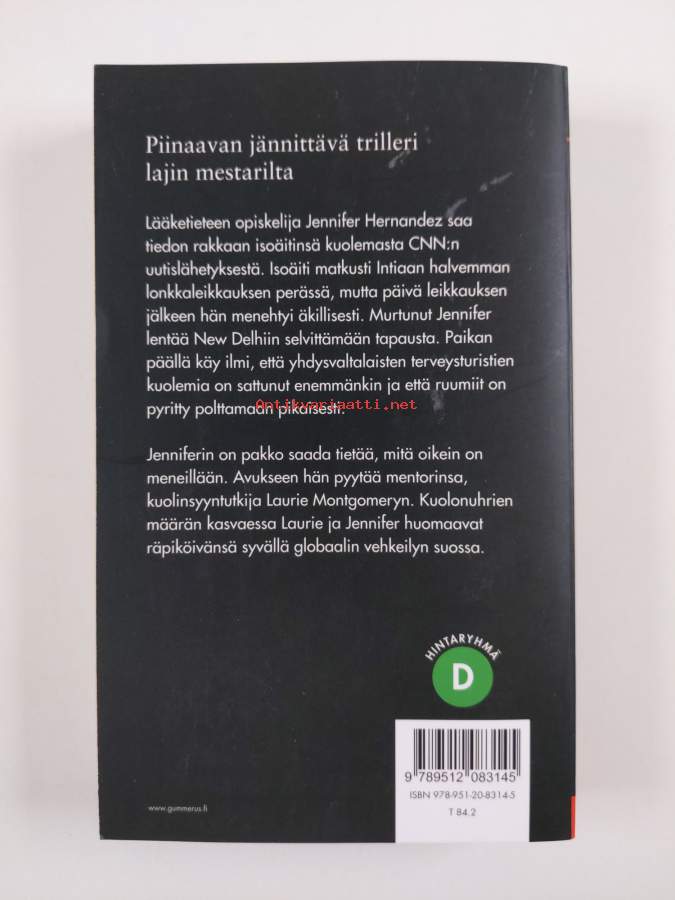 Piinaavan jännittävä trilleri
lajin mestarilta
Lääketieteen opiskelija Jennifer Hernandez saa
tiedon rakkaan isoäitinsä kuolemasta CNN:n
uutislähetyksestä. Isoäiti matkusti Intiaan halvemman
lonkkaleikkauksen perässä, mutta päivä leikkauksen
jälkeen hän menehtyi äkillisesti. Murtunut Jennifer
lentää New Delhiin selvittämään tapausta. Paikan
päällä käy ilmi, että yhdysvaltalaisten terveysturistien
kuolemia on sattunut enemmänkin ja että ruumiit on
pyritty polttamaan pikaisesti.
Antikvariaatti.net
Jenniferin on pakko saada tietää, mitä oikein on
meneillään. Avukseen hän pyytää mentorinsa,
kuolinsyyntutkija Laurie Montgomeryn. Kuolonuhrien
määrän kasvaessa Laurie ja Jennifer huomaavat
räpiköivänsä syvällä globaalin vehkeilyn suossa.
HINTARYHMÄ
D
9 789512 083145
ISBN 978-951-20-8314-5
T 84.2
www.gummerus.fi